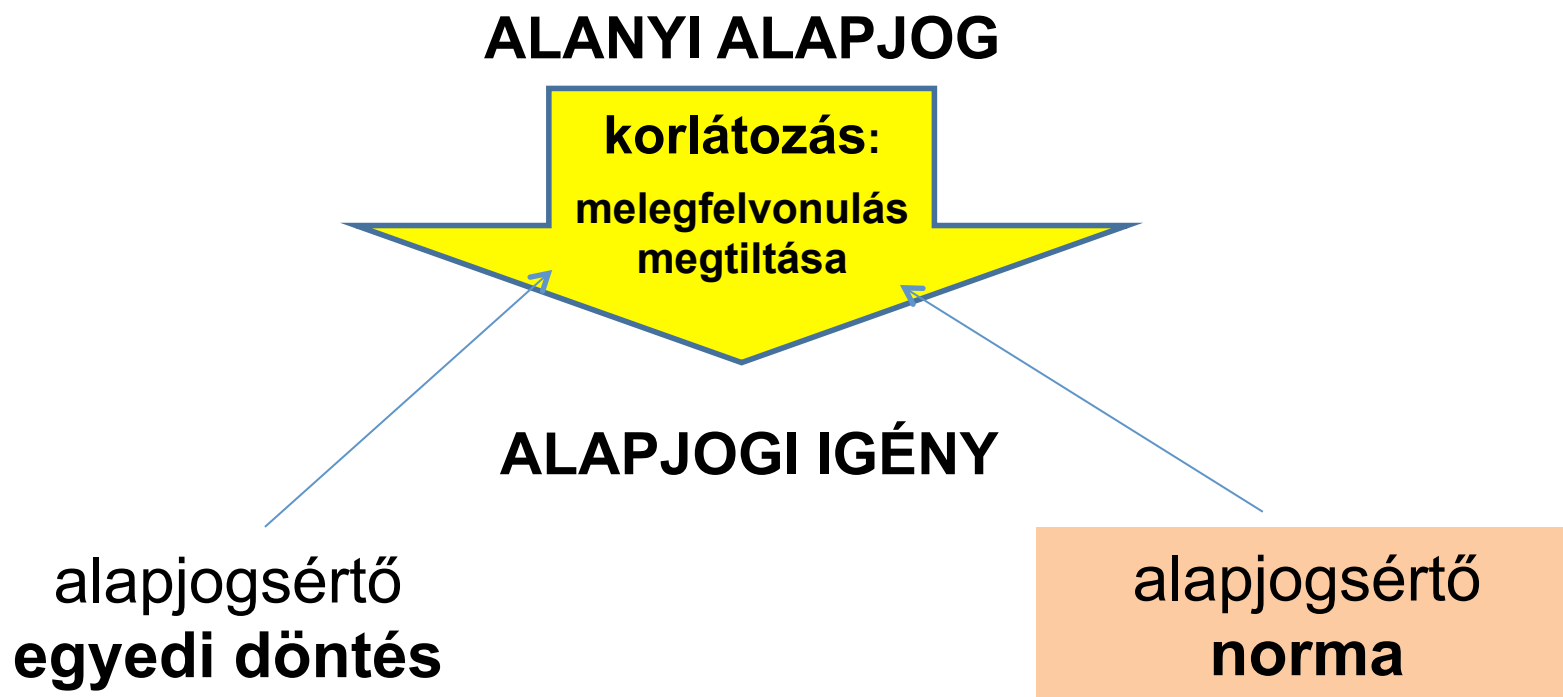 ALANYI ALAPJOG
korlátozás:
melegfelvonulás
megtiltása
ALAPJOGI IGÉNY
alapjogsértő
egyedi döntés
alapjogsértő
norma